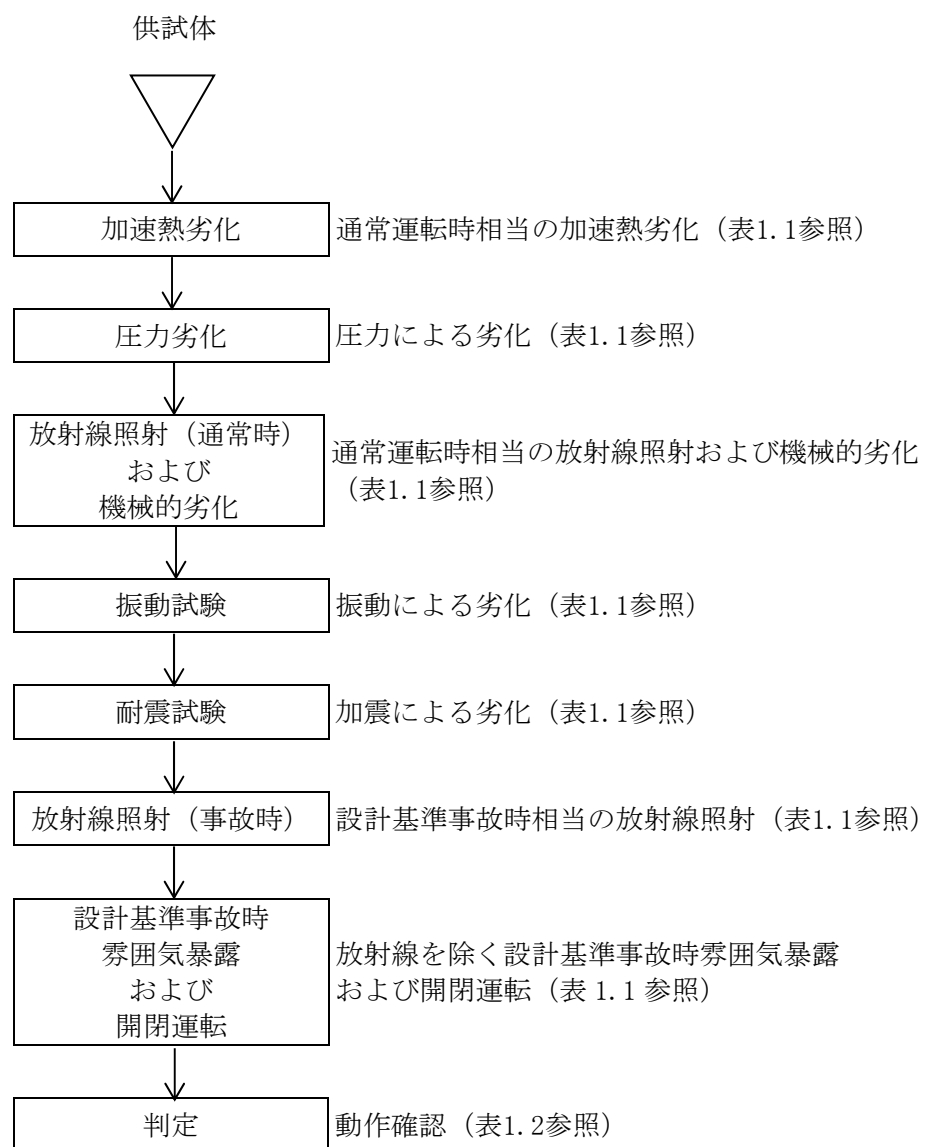 供試体
加速熱劣化
通常運転時相当の加速熱劣化（表1.1参照）
圧力劣化
圧力による劣化（表1.1参照）
放射線照射（通常時）
および
機械的劣化
通常運転時相当の放射線照射および機械的劣化
（表1.1参照）
振動試験
振動による劣化（表1.1参照）
耐震試験
加震による劣化（表1.1参照）
放射線照射（事故時）
設計基準事故時相当の放射線照射（表1.1参照）
設計基準事故時
雰囲気暴露
および
開閉運転
放射線を除く設計基準事故時雰囲気暴露
および開閉運転（表 1.1 参照）
判定
動作確認（表1.2参照）